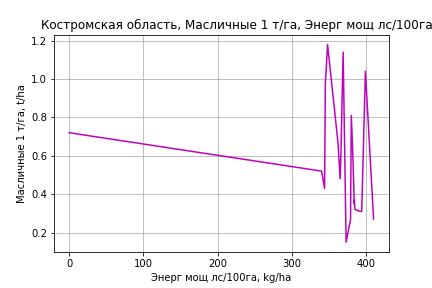 Костромская область, Масличные 1 т/га, Энерг мощ лс/100га
1.2
1.0
0.8
0.6
0.4
0.2
Масличные 1 т/га, t/ha
0 100 200 300 400
Энерг мощ лс/100га, kg/ha